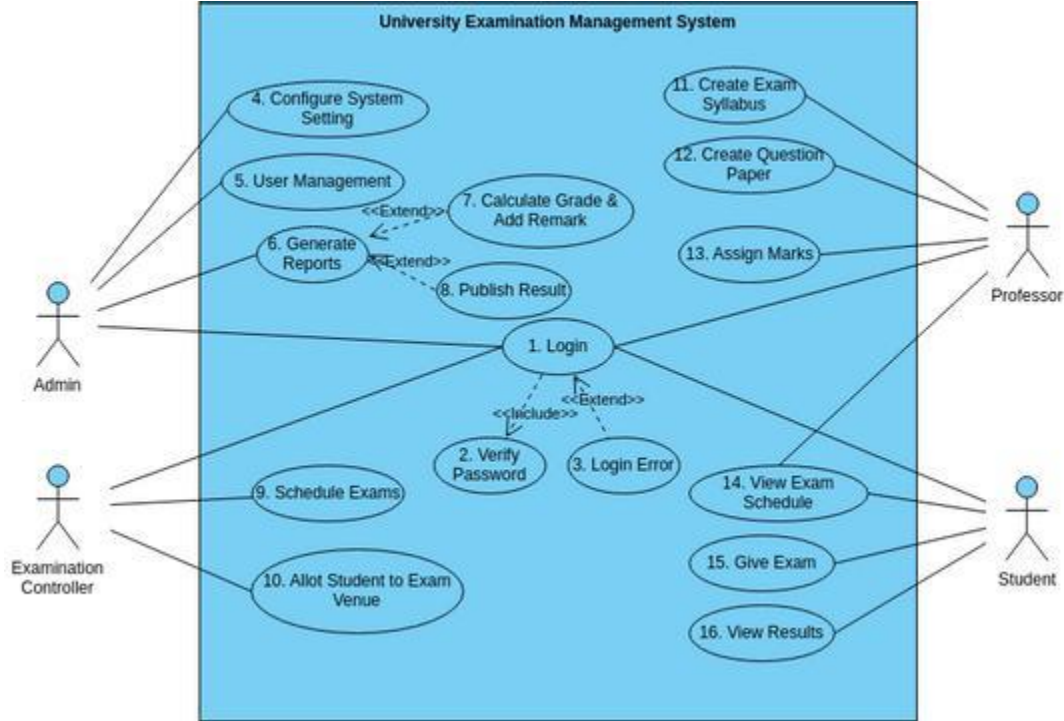 University Examination Management System
4. Configure System
Setting
5. User Management
6. Generate
Reports
<<Extend>>
7. Calculate Grade &
Add Remark
<<Extend>>
8. Publish Result
1. Login
<<Include>>
<<Extend>>
2. Verify
Password
3. Login Error
9. Schedule Exams
10. Allot Student to Exam
Venue
11. Create Exam
Syllabus
12. Create Question
Paper
13. Assign Marks
14. View Exam
Schedule
15. Give Exam
16. View Results
Admin
Examination
Controller
Professor
Student